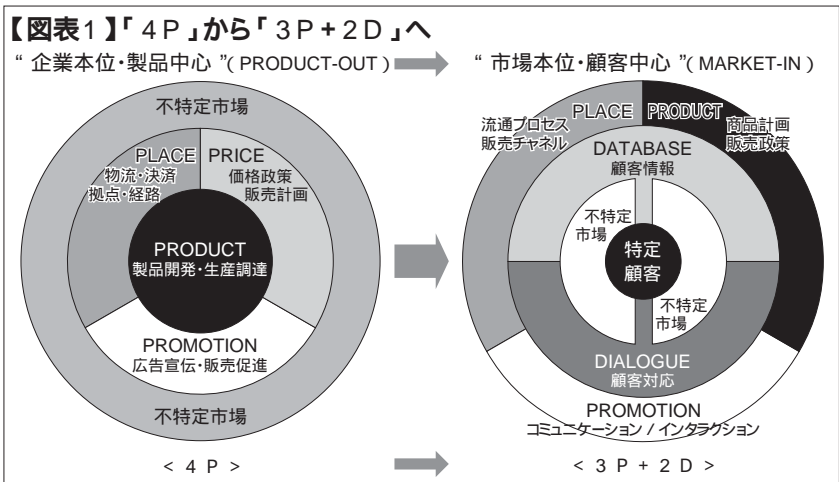 【図表1】「4P」から「3P+2D」へ
“企業本位・製品中心”(PRODUCT-OUT)
“市場本位・顧客中心”(MARKET-IN)
不特定市場
PLACE
物流・決済
拠点・経路
PRICE
価格政策
販売計画
PRODUCT
製品開発・生産調達
PROMOTION
広告宣伝・販売促進
不特定市場
<4P>
PLACE
流通プロセス
販売チャネル
PRODUCT
商品計画
販売政策
DATABASE
顧客情報
不特定
市場
特定
顧客
不特定
市場
DIALOGUE
顧客対応
PROMOTION
コミュニケーション/インタラクション
<3P+2D>